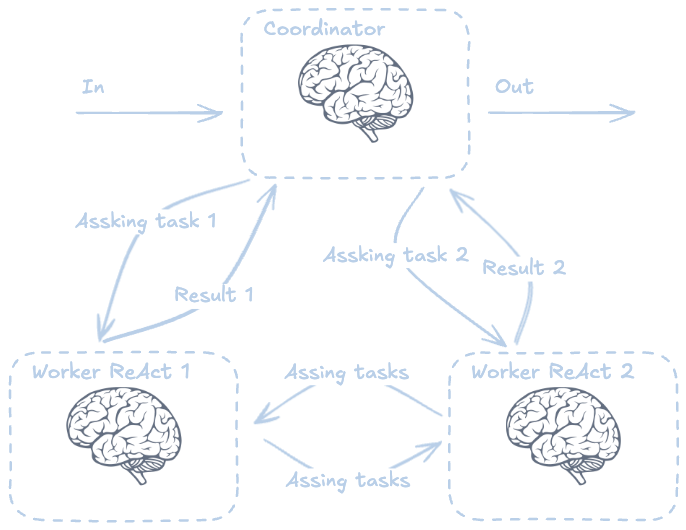 Coordinator
In
Out
Assking task 1
Assking task 2
Result 2
Result 1
Worker ReAct 1
Assing tasks
Worker ReAct 2
Assing tasks